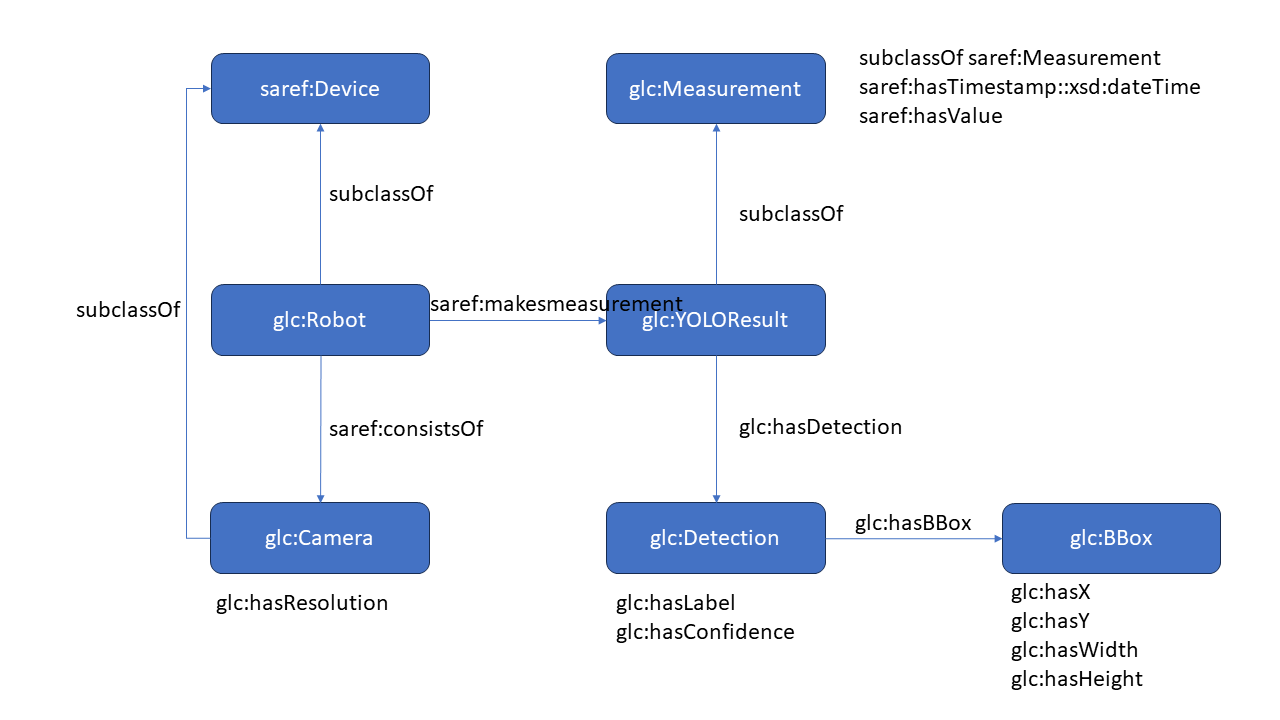 saref:Device
glc:Measurement
subclassOf saref:Measurement
saref:hasTimestamp::xsd:dateTime
saref:hasValue
subclassOf
subclassOf
subclassOf
glc:Robot
saref:makesmeasurement
glc:YOLOResult
saref:consistsOf
glc:hasDetection
glc:Camera
glc:Detection
glc:hasBBox
glc:BBox
glc:hasResolution
glc:hasLabel
glc:hasConfidence
glc:hasX
glc:hasY
glc:hasWidth
glc:hasHeight